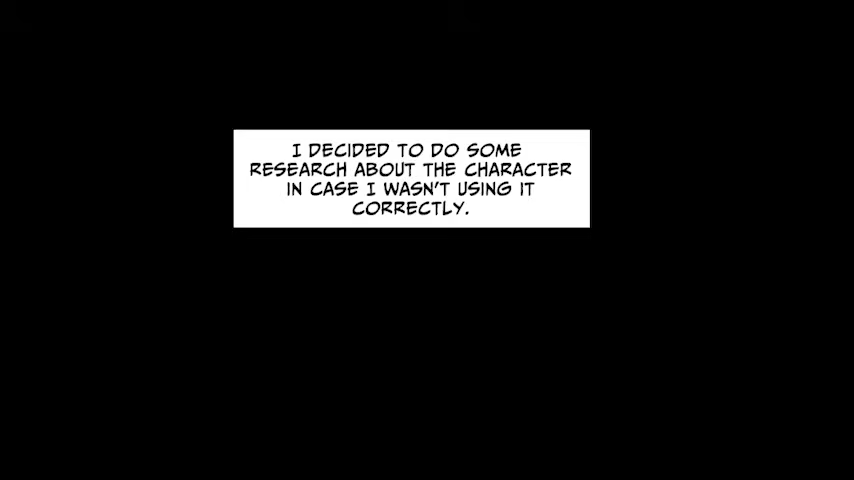 I DECIDED TO DO SOME
RESEARCH ABOUT THE CHARACTER
IN CASE I WASN'T USING IT
CORRECTLY.